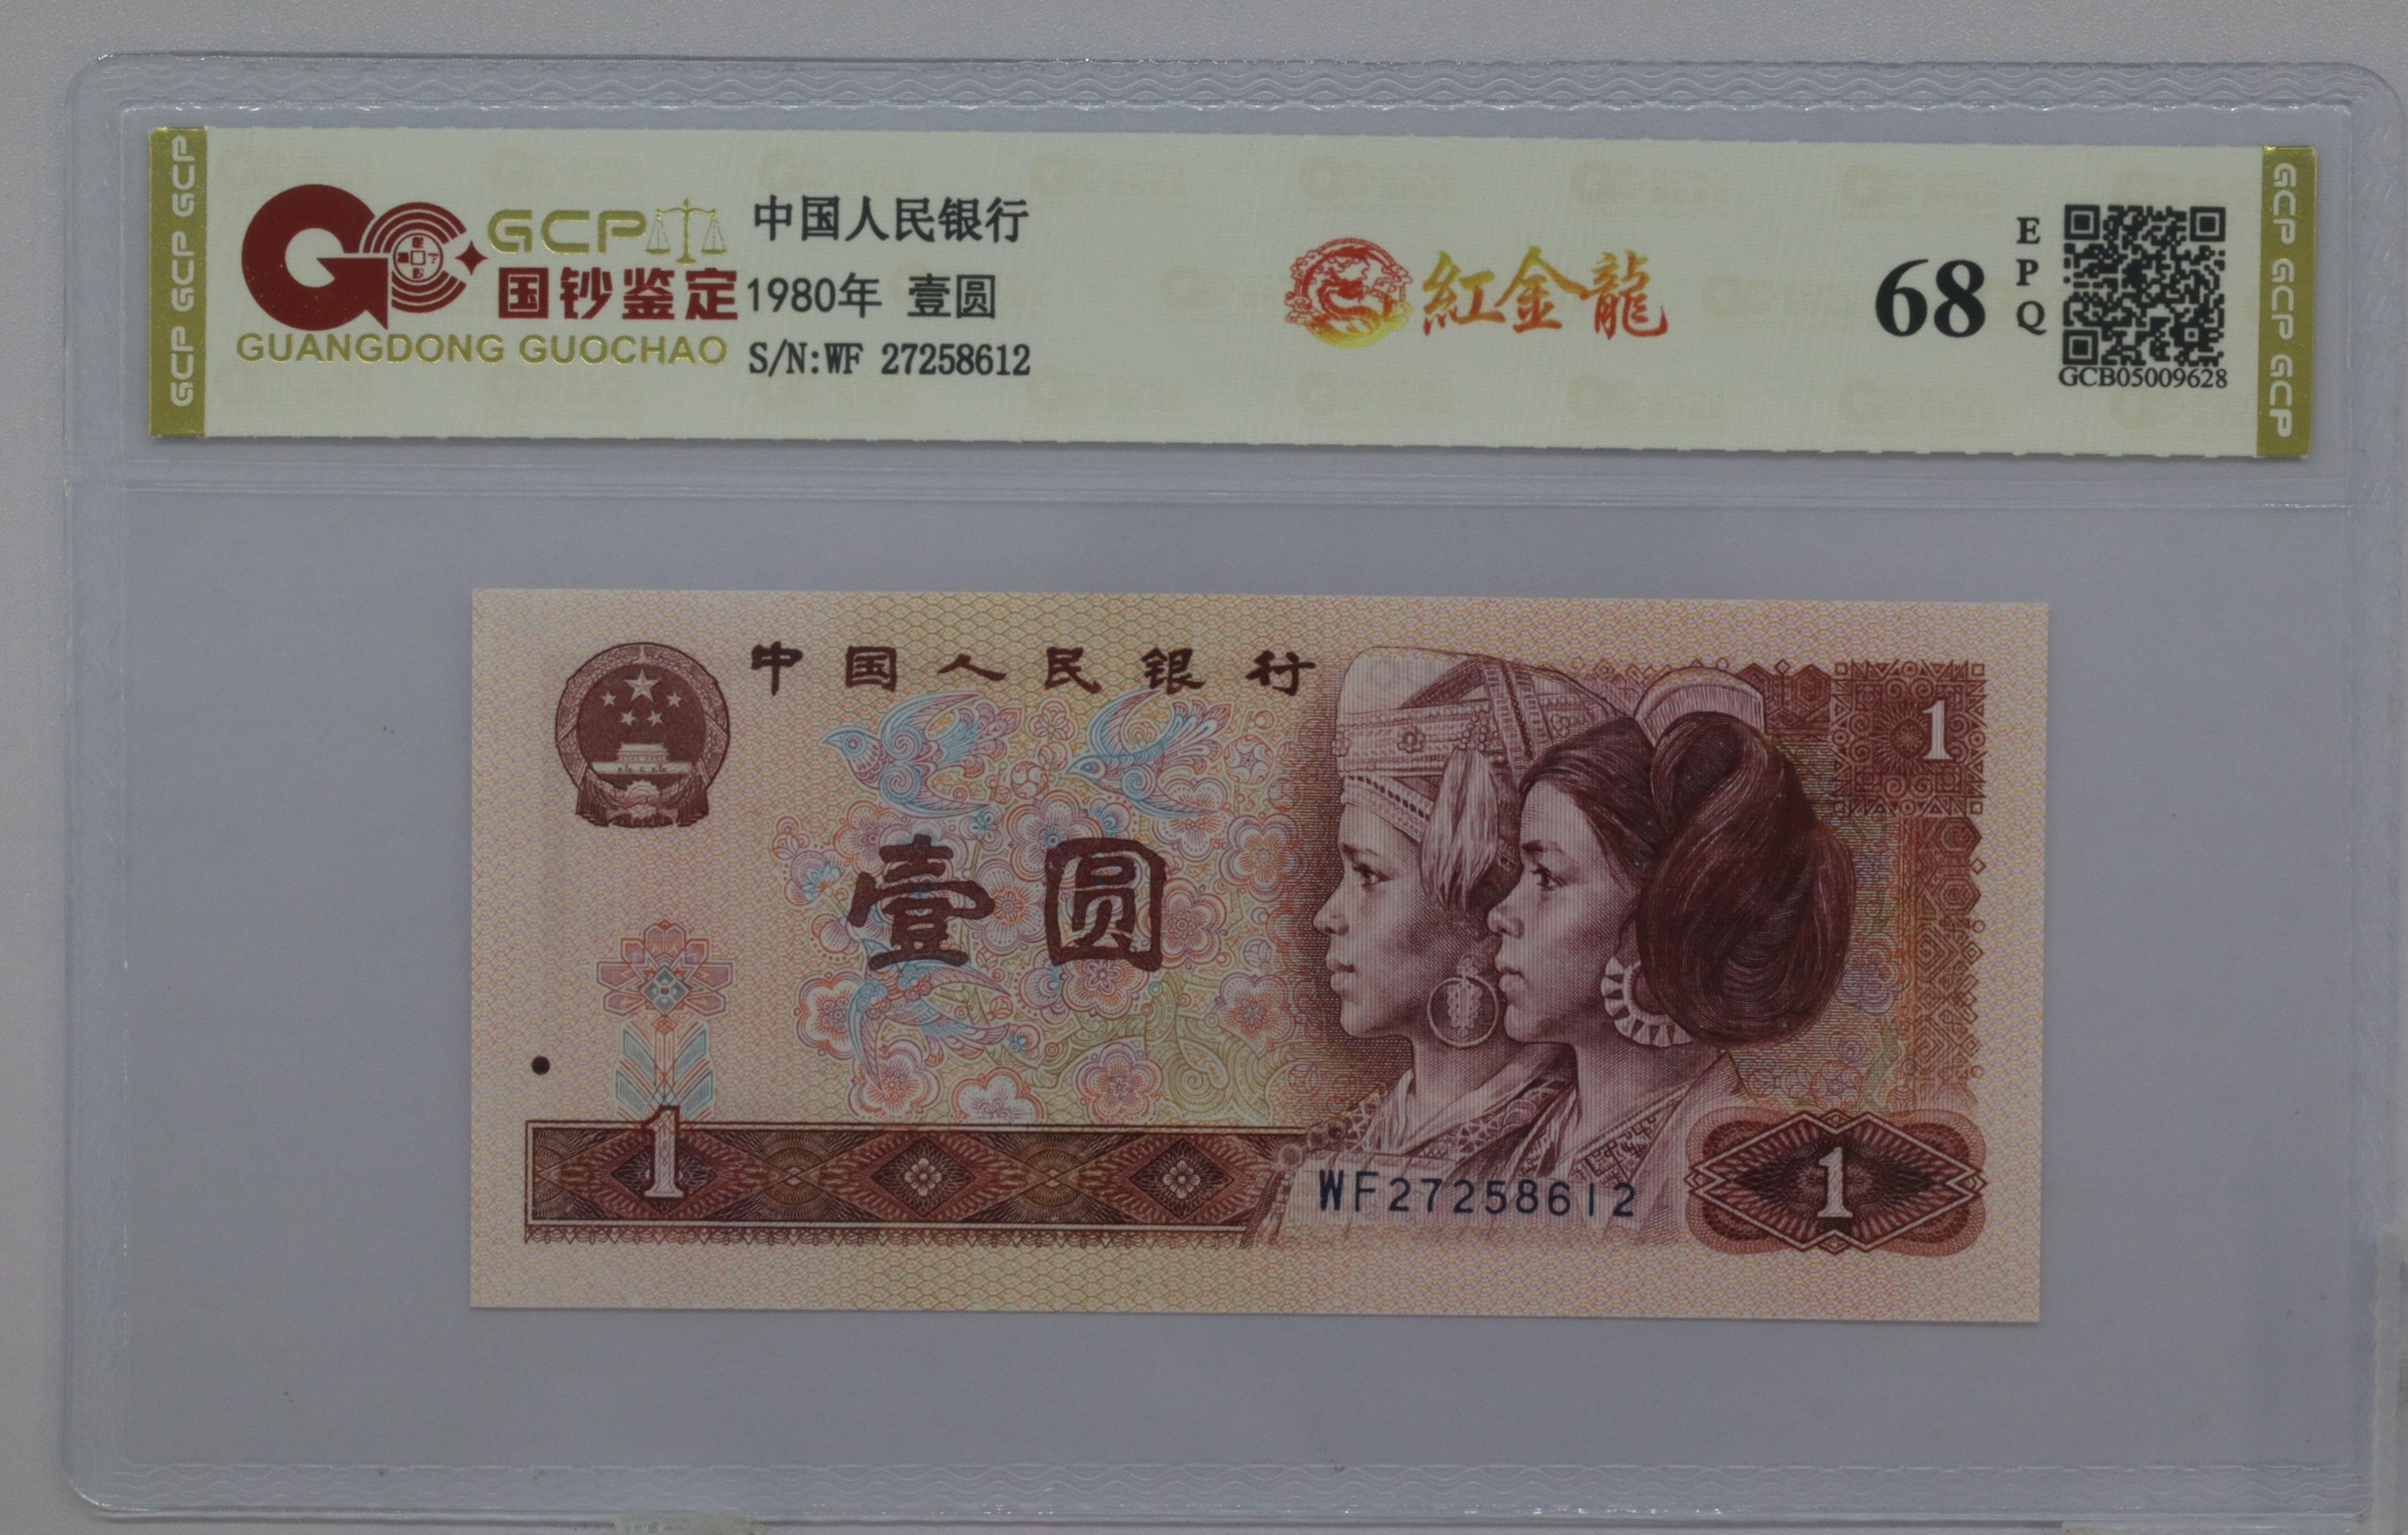 GCP GCP GCP
GCP
国钞鉴定
GUANGDONG GUOCHAO
中国人民银行
1980年 壹圆
S/N:WF 27258612
紅金龍
68
EPQ
GCB05009628
GCP GCP GCP
中国人民银行
1
壹圆
1
WF27258612
1